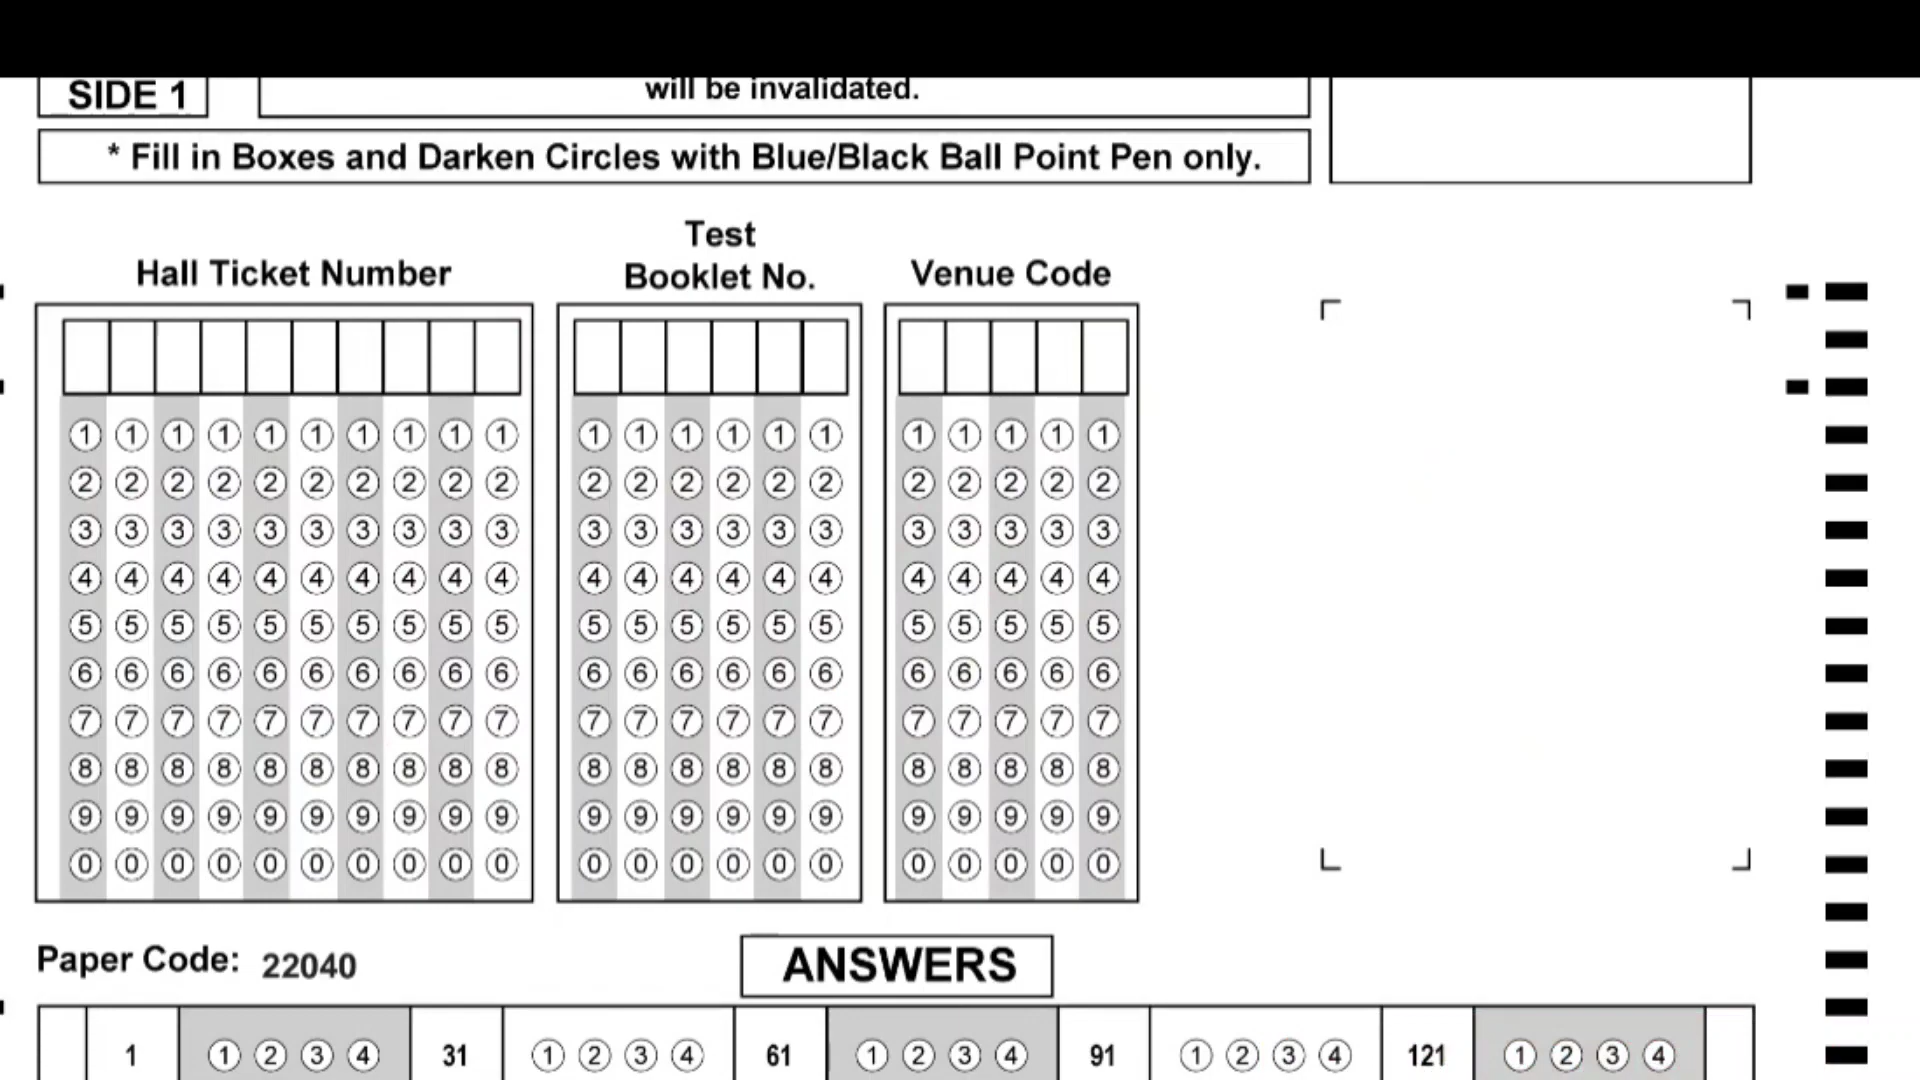 SIDE 1
will be invalidated.
* Fill in Boxes and Darken Circles with Blue/Black Ball Point Pen only.
Hall Ticket Number
Test
Booklet No.
Venue Code
1 1 1 1 1 1 1 1 1 1 1 1 1 1 1 1 1 1 1 1 1
2 2 2 2 2 2 2 2 2 2 2 2 2 2 2 2 2 2 2 2 2
3 3 3 3 3 3 3 3 3 3 3 3 3 3 3 3 3 3 3 3 3
4 4 4 4 4 4 4 4 4 4 4 4 4 4 4 4 4 4 4 4 4
5 5 5 5 5 5 5 5 5 5 5 5 5 5 5 5 5 5 5 5 5
6 6 6 6 6 6 6 6 6 6 6 6 6 6 6 6 6 6 6 6 6
7 7 7 7 7 7 7 7 7 7 7 7 7 7 7 7 7 7 7 7 7
8 8 8 8 8 8 8 8 8 8 8 8 8 8 8 8 8 8 8 8 8
9 9 9 9 9 9 9 9 9 9 9 9 9 9 9 9 9 9 9 9 9
0 0 0 0 0 0 0 0 0 0 0 0 0 0 0 0 0 0 0 0 0
Paper Code: 22040
ANSWERS
1 1 2 3 4 31 1 2 3 4 61 1 2 3 4 91 1 2 3 4 121 1 2 3 4